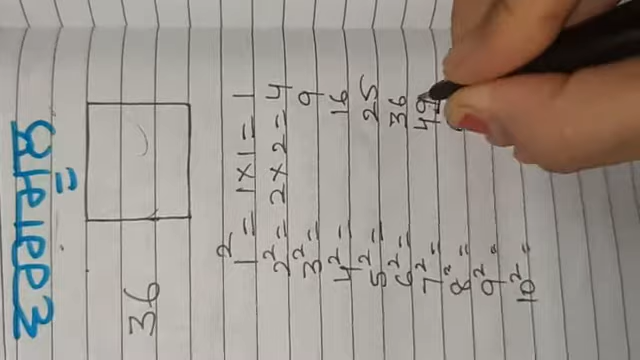 36
1² = 1 × 1 = 1
2² = 2 × 2 = 4
3² = 9
4² = 16
5² = 25
6² = 36
7² = 49
8² =
9² =
10² =